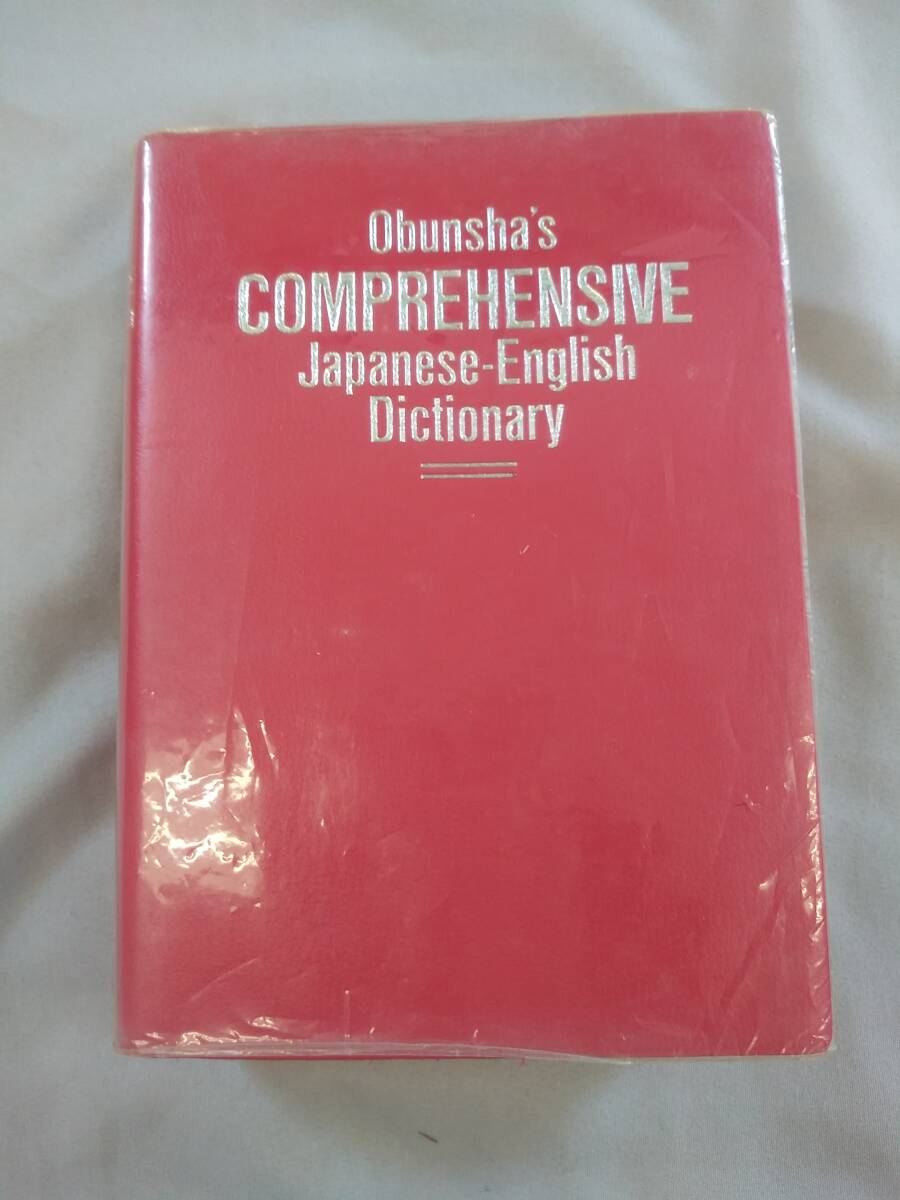 Obunsha's
COMPREHENSIVE
Japanese-English
Dictionary